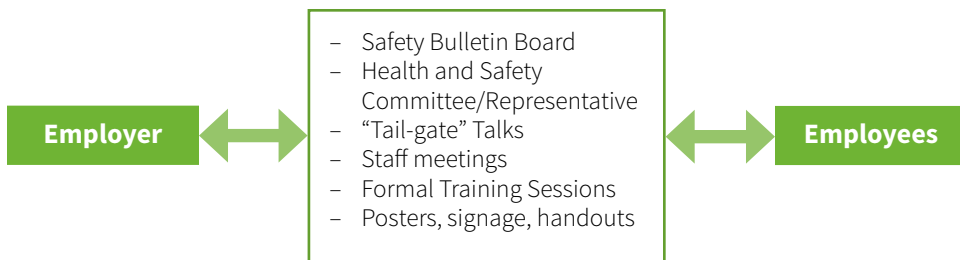 Employer
– Safety Bulletin Board
– Health and Safety
Committee/Representative
– “Tail-gate” Talks
– Staff meetings
– Formal Training Sessions
– Posters, signage, handouts
Employees